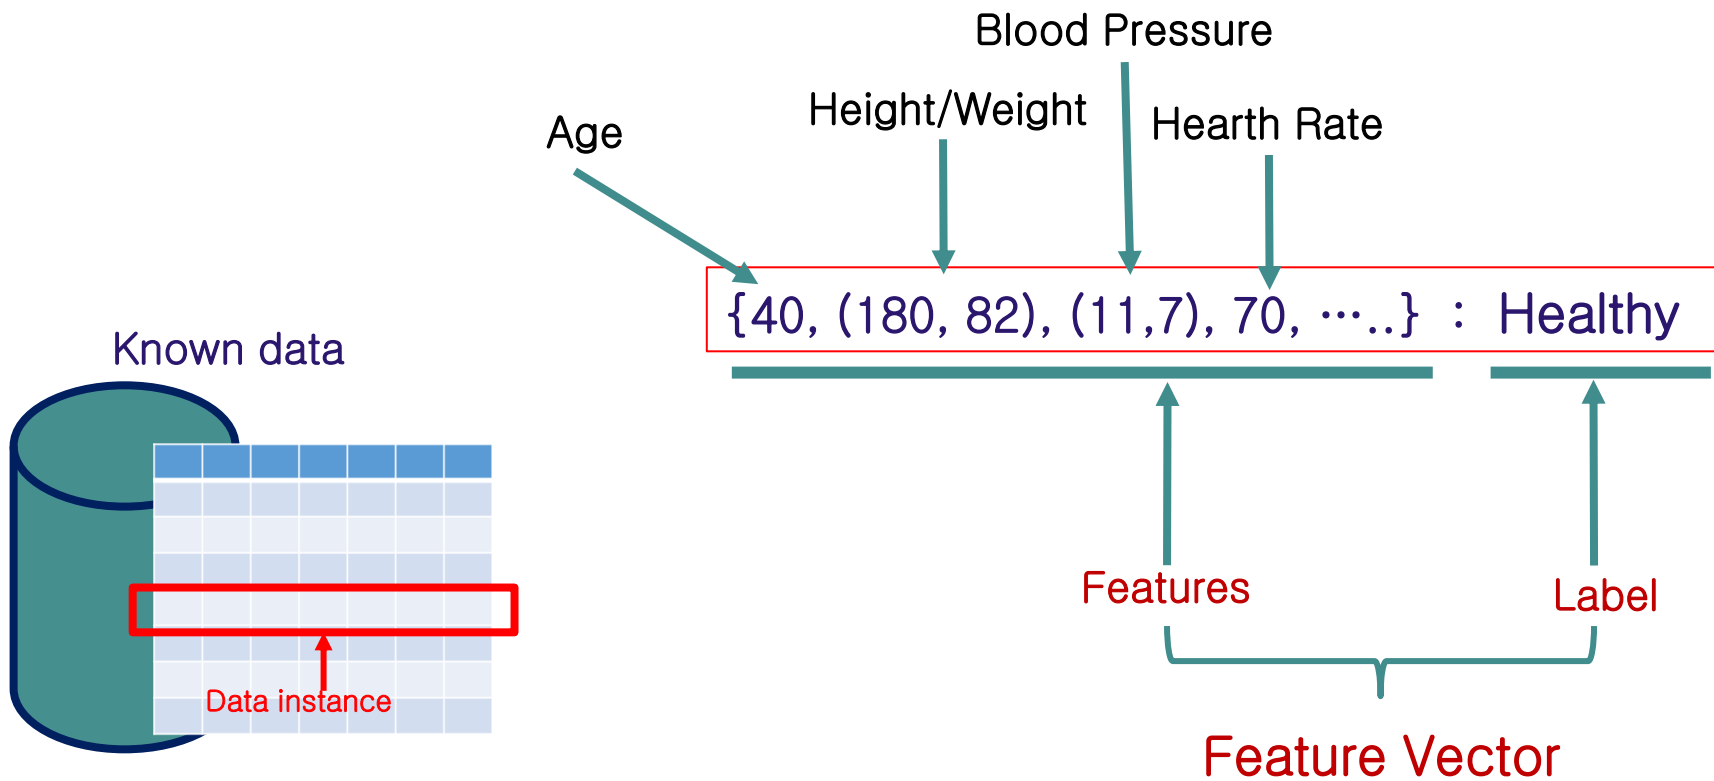 Blood Pressure
Height/Weight
Hearth Rate
Age
{40, (180, 82), (11,7), 70, …..} : Healthy
Known data
Data instance
Features
Label
Feature Vector